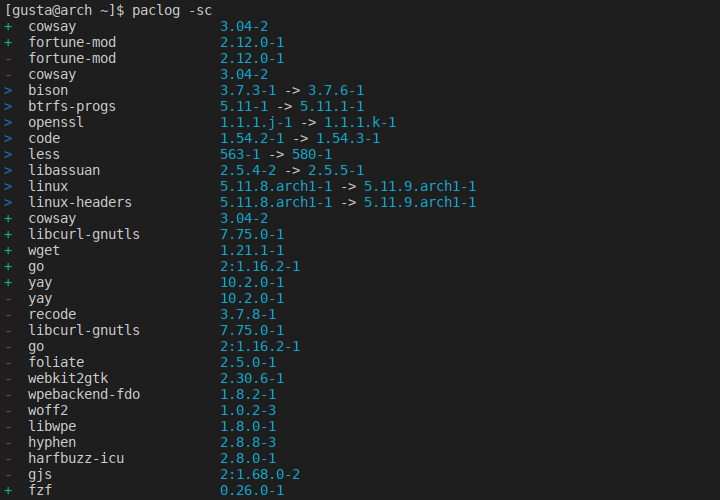 [gusta@arch ~]$ paclog -sc
+ cowsay 3.04-2
+ fortune-mod 2.12.0-1
- fortune-mod 2.12.0-1
- cowsay 3.04-2
> bison 3.7.3-1 -> 3.7.6-1
> btrfs-progs 5.11-1 -> 5.11.1-1
> openssl 1.1.1.j-1 -> 1.1.1.k-1
> code 1.54.2-1 -> 1.54.3-1
> less 563-1 -> 580-1
> libassuan 2.5.4-2 -> 2.5.5-1
> linux 5.11.8.arch1-1 -> 5.11.9.arch1-1
> linux-headers 5.11.8.arch1-1 -> 5.11.9.arch1-1
+ cowsay 3.04-2
+ libcurl-gnutls 7.75.0-1
+ wget 1.21.1-1
+ go 2:1.16.2-1
+ yay 10.2.0-1
- yay 10.2.0-1
- recode 3.7.8-1
- libcurl-gnutls 7.75.0-1
- go 2:1.16.2-1
- foliate 2.5.0-1
- webkit2gtk 2.30.6-1
- wpebackend-fdo 1.8.2-1
- woff2 1.0.2-3
- libwpe 1.8.0-1
- hyphen 2.8.8-3
- harfbuzz-icu 2.8.0-1
- gjs 2:1.68.0-2
+ fzf 0.26.0-1